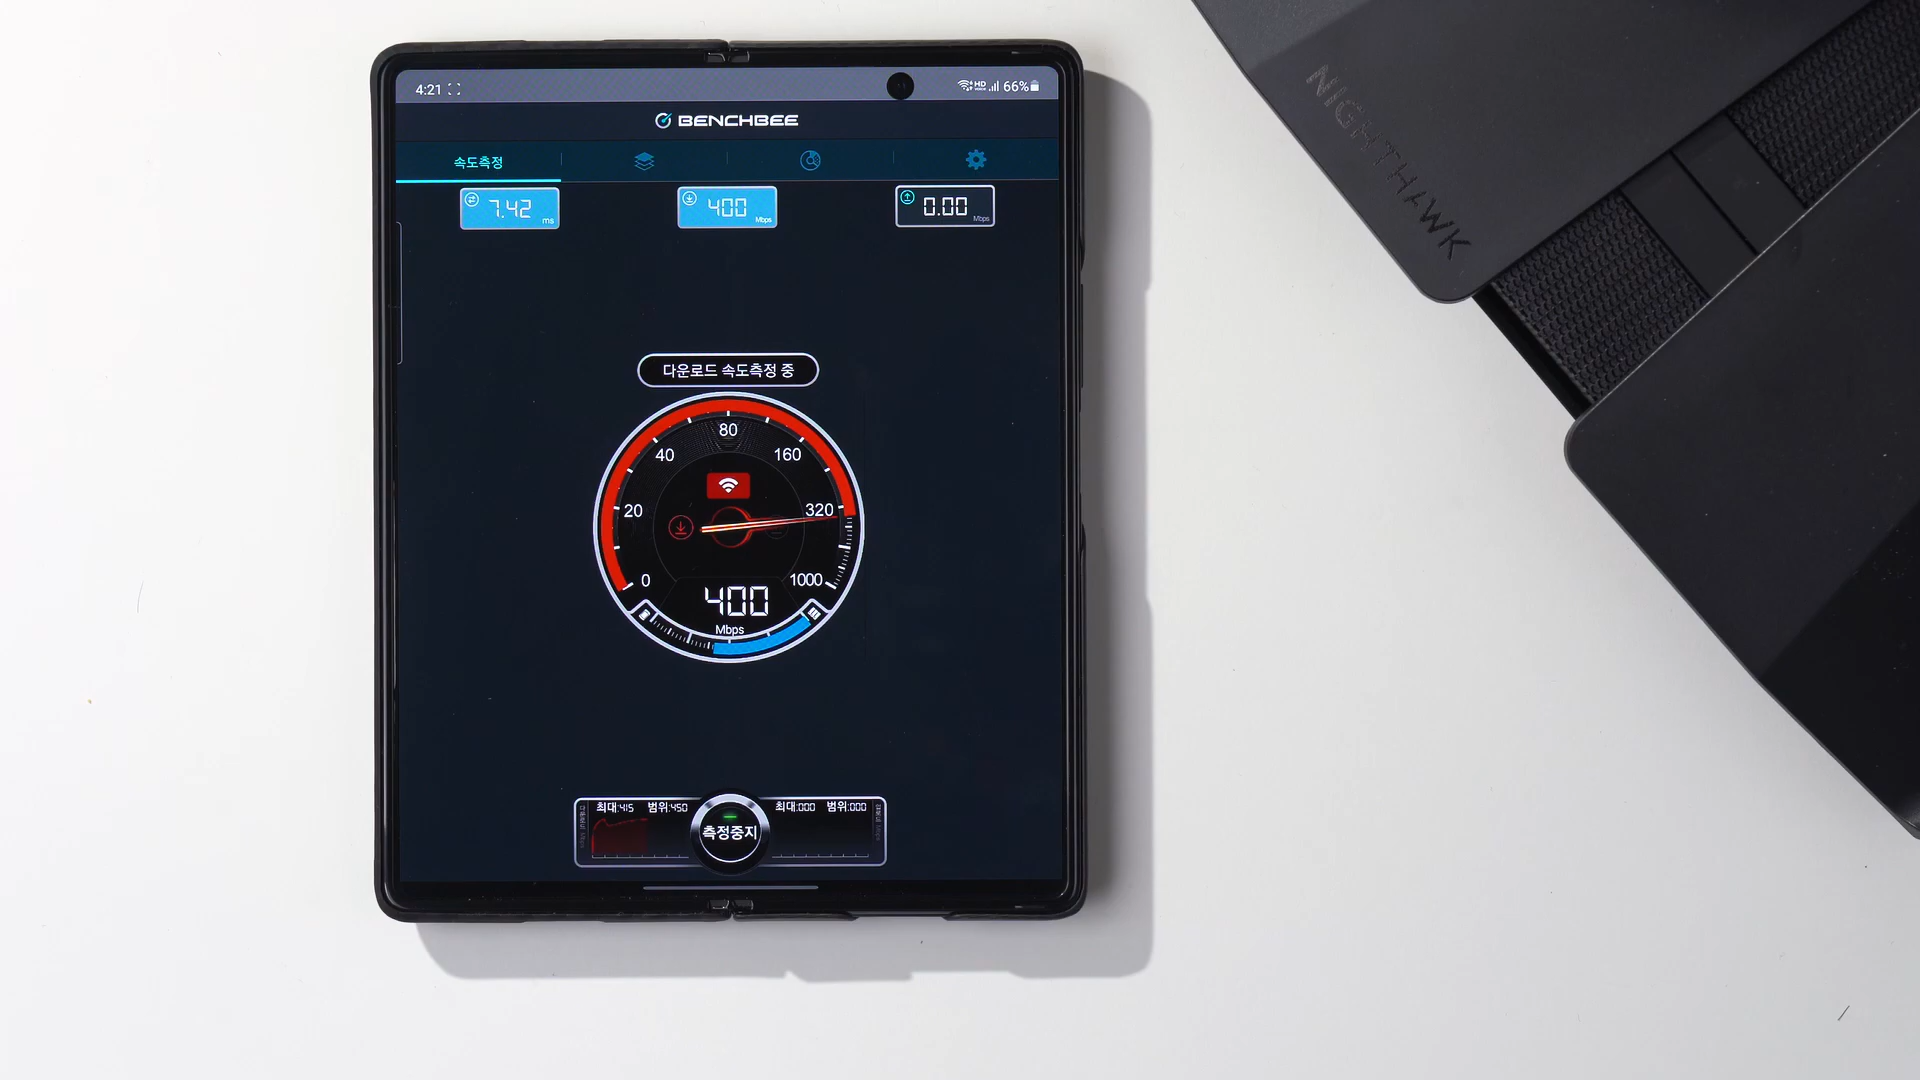 4:21
HD
66%
BENCHBEE
속도측정
7.42 ms
400 Mbps
0.00 Mbps
다운로드 속도측정 중
0
20
40
80
160
320
1000
400
Mbps
최대:415 범위:450
측정중지
최대:000 범위:000
NIGHTHAWK